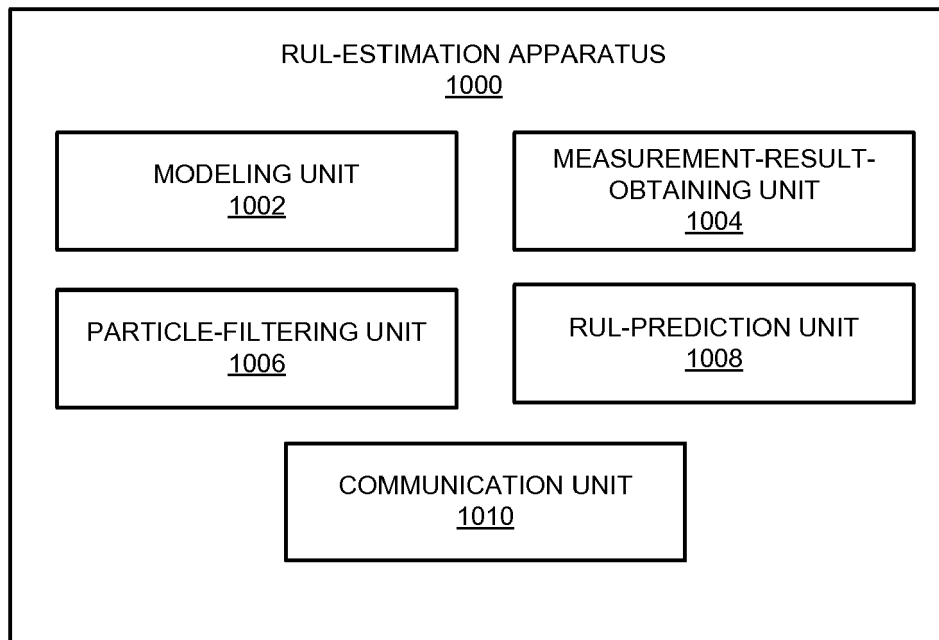 RUL-ESTIMATION APPARATUS
1000
MODELING UNIT
1002
MEASUREMENT-RESULT-
OBTAINING UNIT
1004
PARTICLE-FILTERING UNIT
1006
RUL-PREDICTION UNIT
1008
COMMUNICATION UNIT
1010